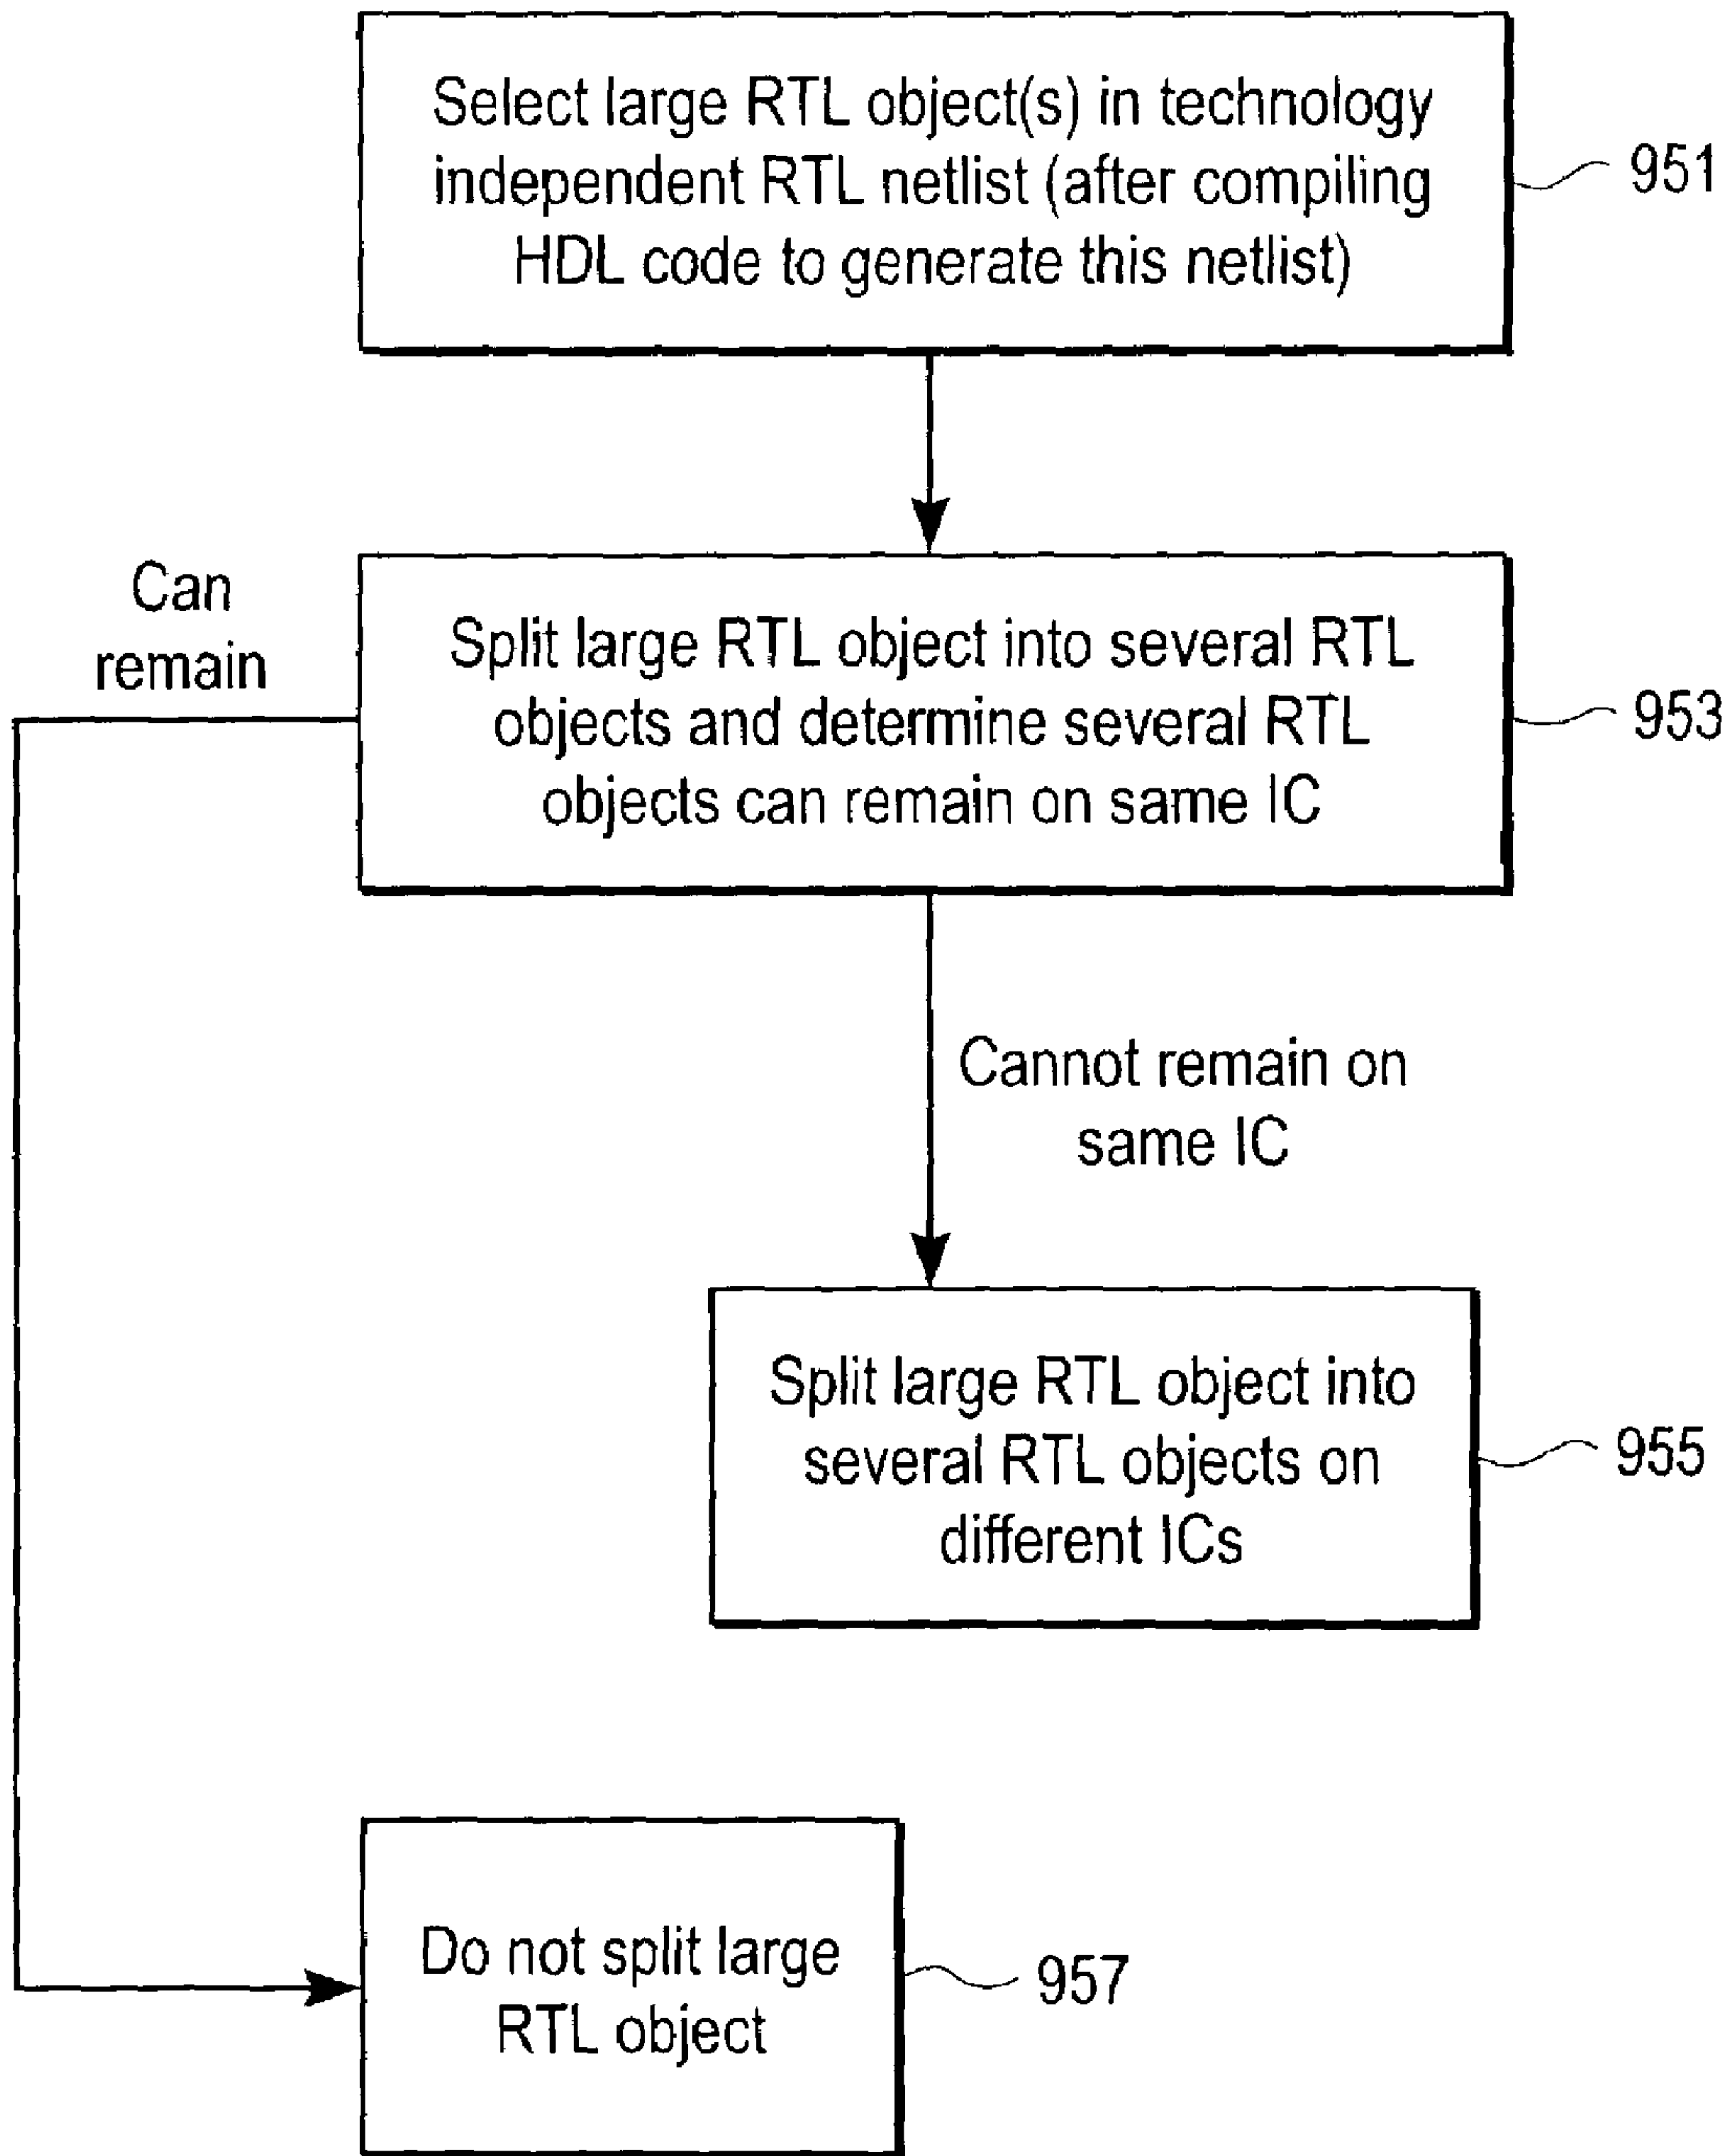 Select large RTL object(s) in technology
independent RTL netlist (after compiling
HDL code to generate this netlist)
951
Can
remain
Split large RTL object into several RTL
objects and determine several RTL
objects can remain on same IC
953
Cannot remain on
same IC
Split large RTL object into
several RTL objects on
different ICs
955
Do not split large
RTL object
957